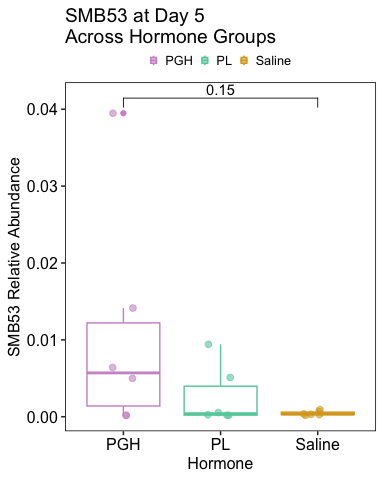 SMB53 at Day 5
Across Hormone Groups
PGH PL Saline
0.15
0.04
0.03
0.02
0.01
0.00
SMB53 Relative Abundance
PGH PL Saline
Hormone